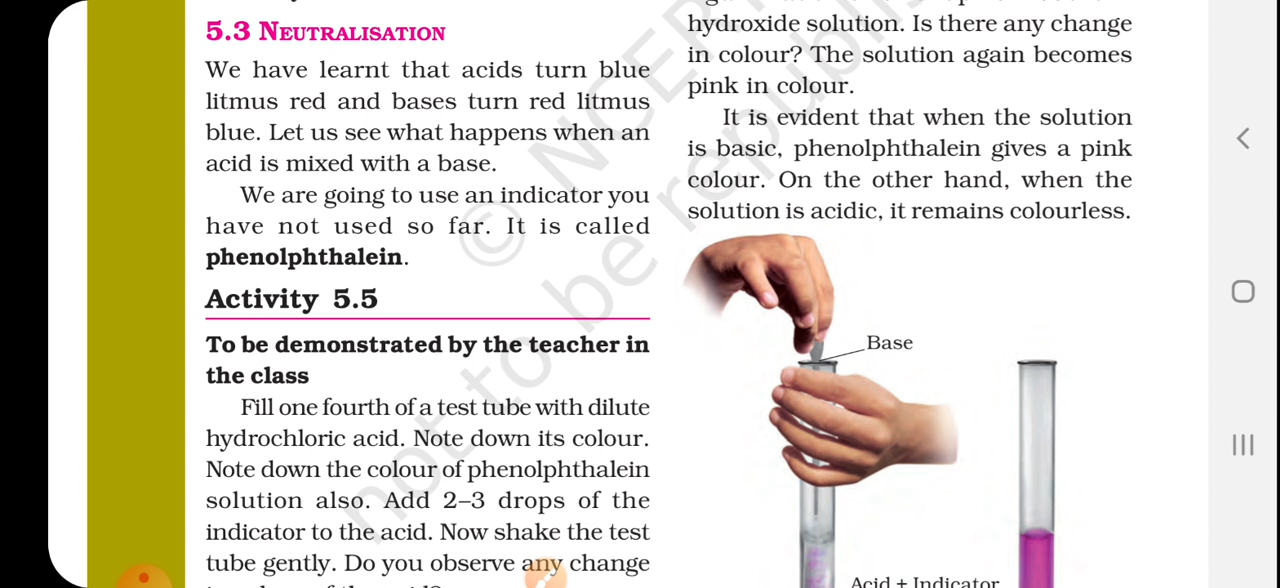 5.3 NEUTRALISATION
We have learnt that acids turn blue
litmus red and bases turn red litmus
blue. Let us see what happens when an
acid is mixed with a base.
We are going to use an indicator you
have not used so far. It is called
phenolphthalein.
Activity 5.5
To be demonstrated by the teacher in
the class
Fill one fourth of a test tube with dilute
hydrochloric acid. Note down its colour.
Note down the colour of phenolphthalein
solution also. Add 2–3 drops of the
indicator to the acid. Now shake the test
tube gently. Do you observe any change
hydroxide solution. Is there any change
in colour? The solution again becomes
pink in colour.
It is evident that when the solution
is basic, phenolphthalein gives a pink
colour. On the other hand, when the
solution is acidic, it remains colourless.
Base
Acid + Indicator
© NCERT
not to be republi